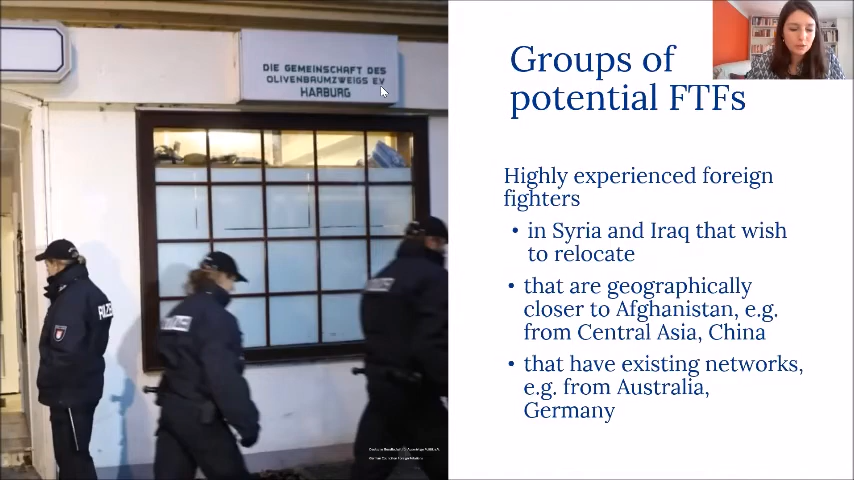 DIE GEMEINSCHAFT DES
OLIVENBAUMZWEIGS EV
HARBURG
POLIZEI
POLIZEI
Groups of
potential FTFs
Highly experienced foreign
fighters
• in Syria and Iraq that wish
to relocate
• that are geographically
closer to Afghanistan, e.g.
from Central Asia, China
• that have existing networks,
e.g. from Australia,
Germany